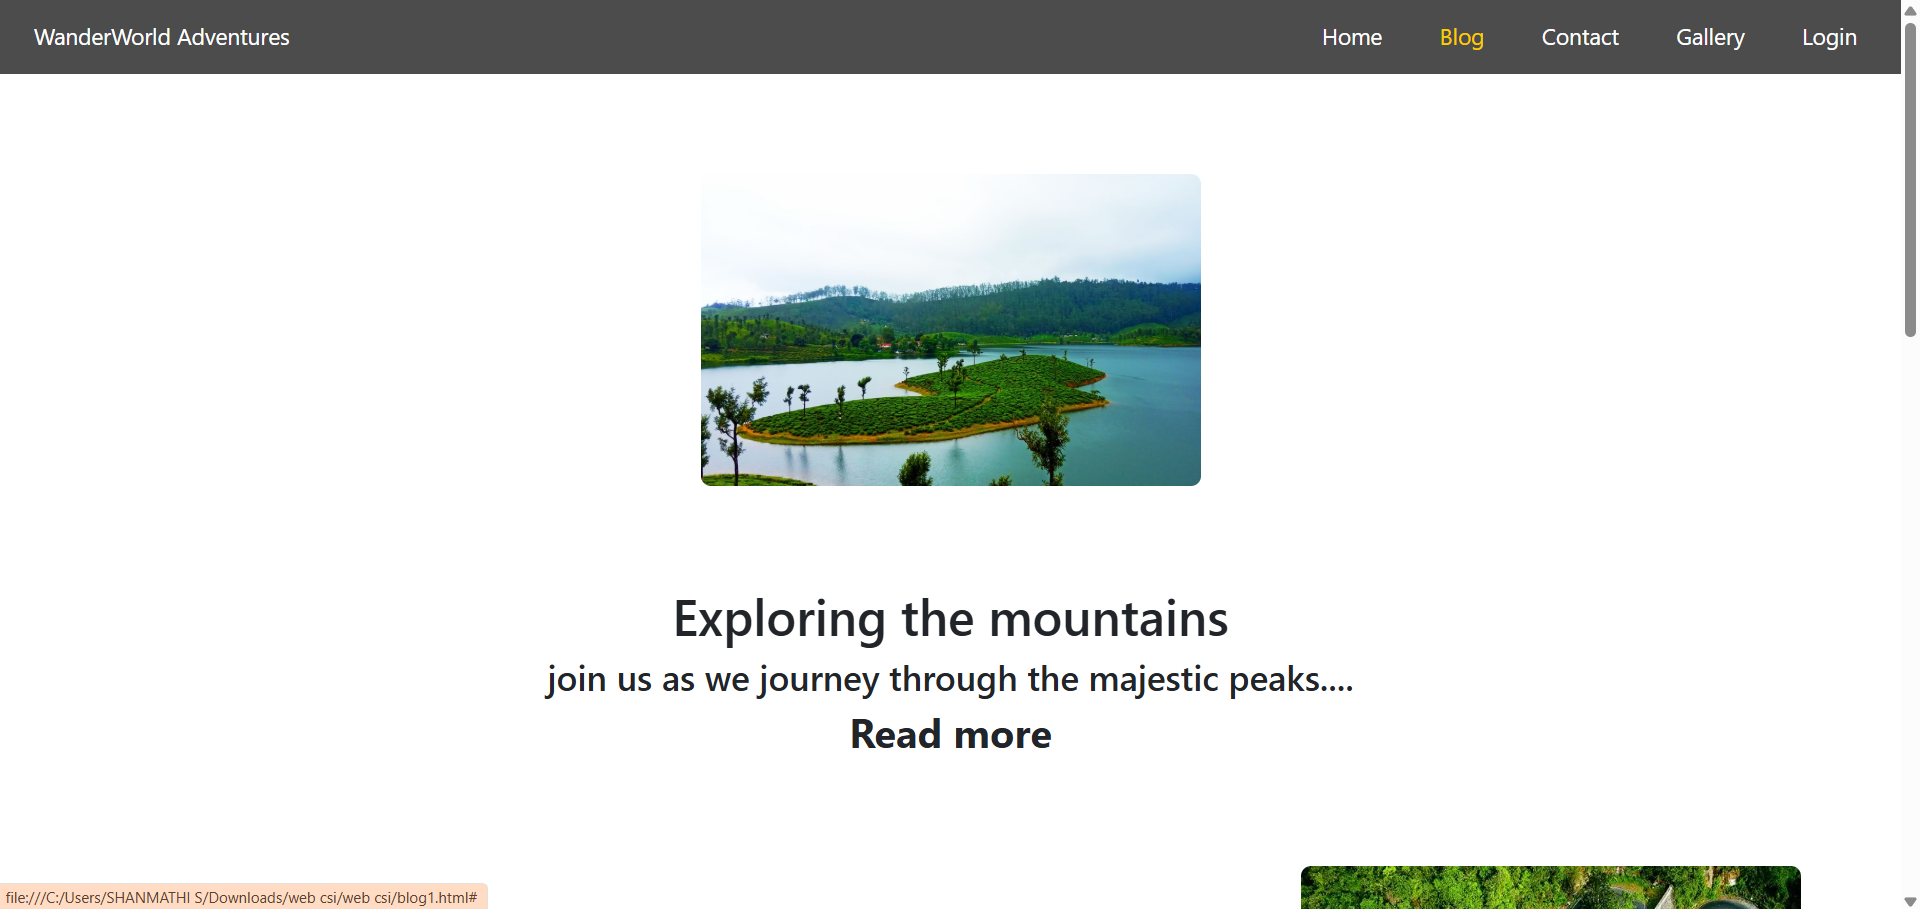 WanderWorld Adventures
Home Blog Contact Gallery Login
Exploring the mountains
join us as we journey through the majestic peaks....
Read more
file:///C:/Users/SHANMATHI S/Downloads/web csi/web csi/blog1.html#